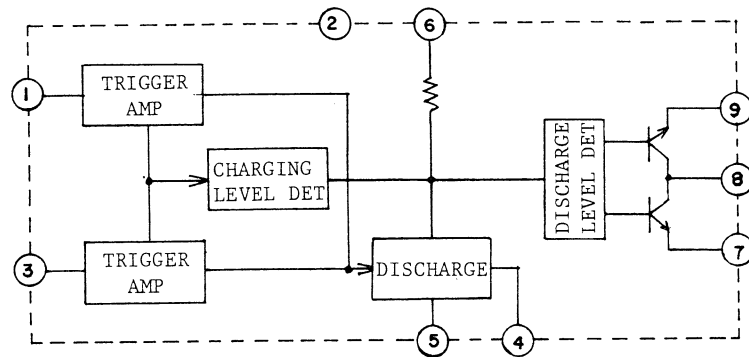 2
6
1
TRIGGER
AMP
9
CHARGING
LEVEL DET
DISCHARGE
LEVEL DET
8
3
TRIGGER
AMP
DISCHARGE
7
5
4